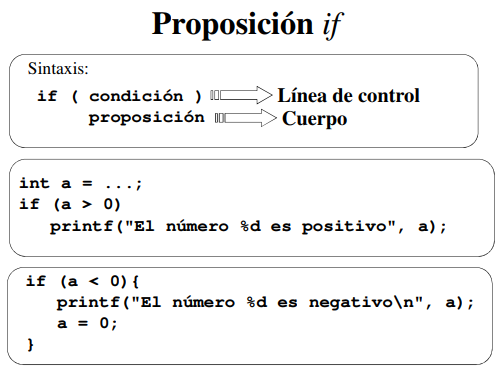 Proposición if
Sintaxis:
if ( condición ) Línea de control
proposición Cuerpo
int a = ...;
if (a > 0)
printf("El número %d es positivo", a);
if (a < 0){
printf("El número %d es negativo\n", a);
a = 0;
}